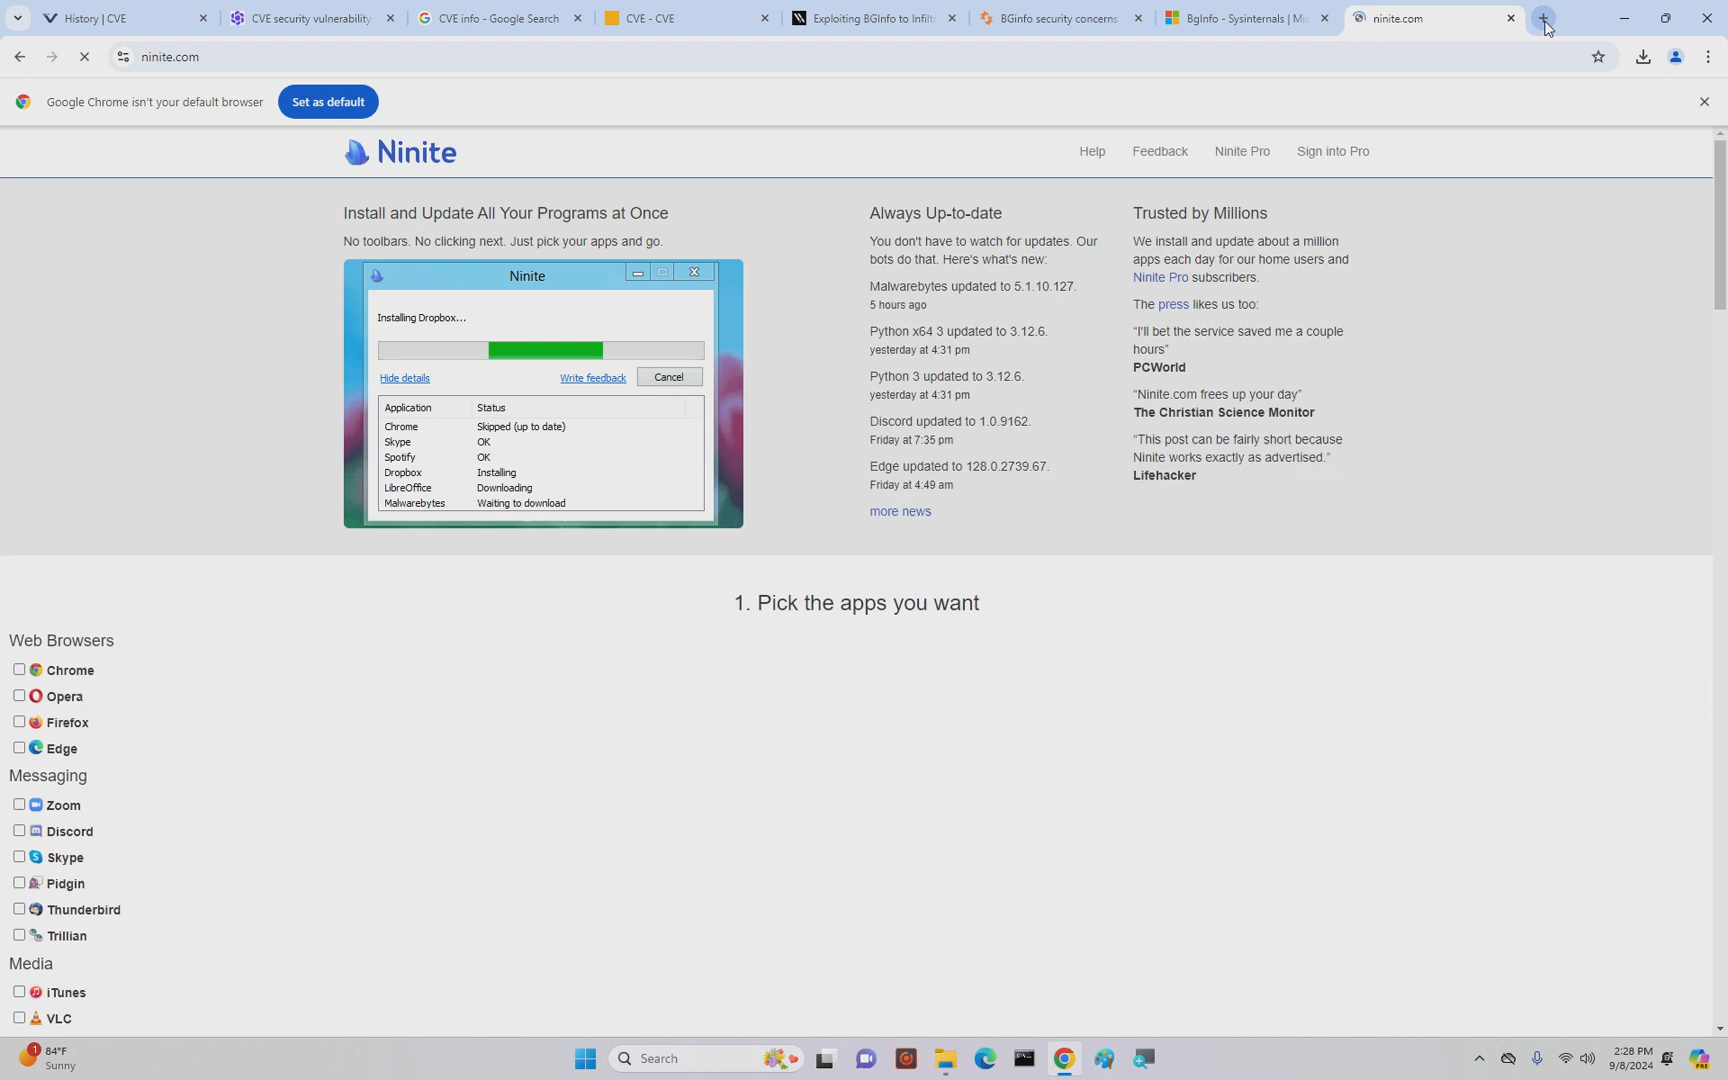 History | CVE
CVE security vulnerability
CVE info - Google Search
CVE - CVE
Exploiting BGInfo to Infilt
BGinfo security concerns
BgInfo - Sysinternals | Mic
ninite.com
ninite.com
Google Chrome isn't your default browser
Set as default
Ninite
Help
Feedback
Ninite Pro
Sign into Pro
Install and Update All Your Programs at Once
No toolbars. No clicking next. Just pick your apps and go.
Ninite
Installing Dropbox...
Hide details
Write feedback
Cancel
Application Status
Chrome Skipped (up to date)
Skype OK
Spotify OK
Dropbox Installing
LibreOffice Downloading
Malwarebytes Waiting to download
Always Up-to-date
You don't have to watch for updates. Our
bots do that. Here's what's new:
Malwarebytes updated to 5.1.10.127.
5 hours ago
Python x64 3 updated to 3.12.6.
yesterday at 4:31 pm
Python 3 updated to 3.12.6.
yesterday at 4:31 pm
Discord updated to 1.0.9162.
Friday at 7:35 pm
Edge updated to 128.0.2739.67.
Friday at 4:49 am
more news
Trusted by Millions
We install and update about a million
apps each day for our home users and
Ninite Pro subscribers.
The press likes us too:
“I'll bet the service saved me a couple
hours”
PCWorld
“Ninite.com frees up your day”
The Christian Science Monitor
“This post can be fairly short because
Ninite works exactly as advertised.”
Lifehacker
1. Pick the apps you want
Web Browsers
Chrome
Opera
Firefox
Edge
Messaging
Zoom
Discord
Skype
Pidgin
Thunderbird
Trillian
Media
iTunes
VLC
1
84°F
Sunny
Search
2:28 PM
9/8/2024
PRE